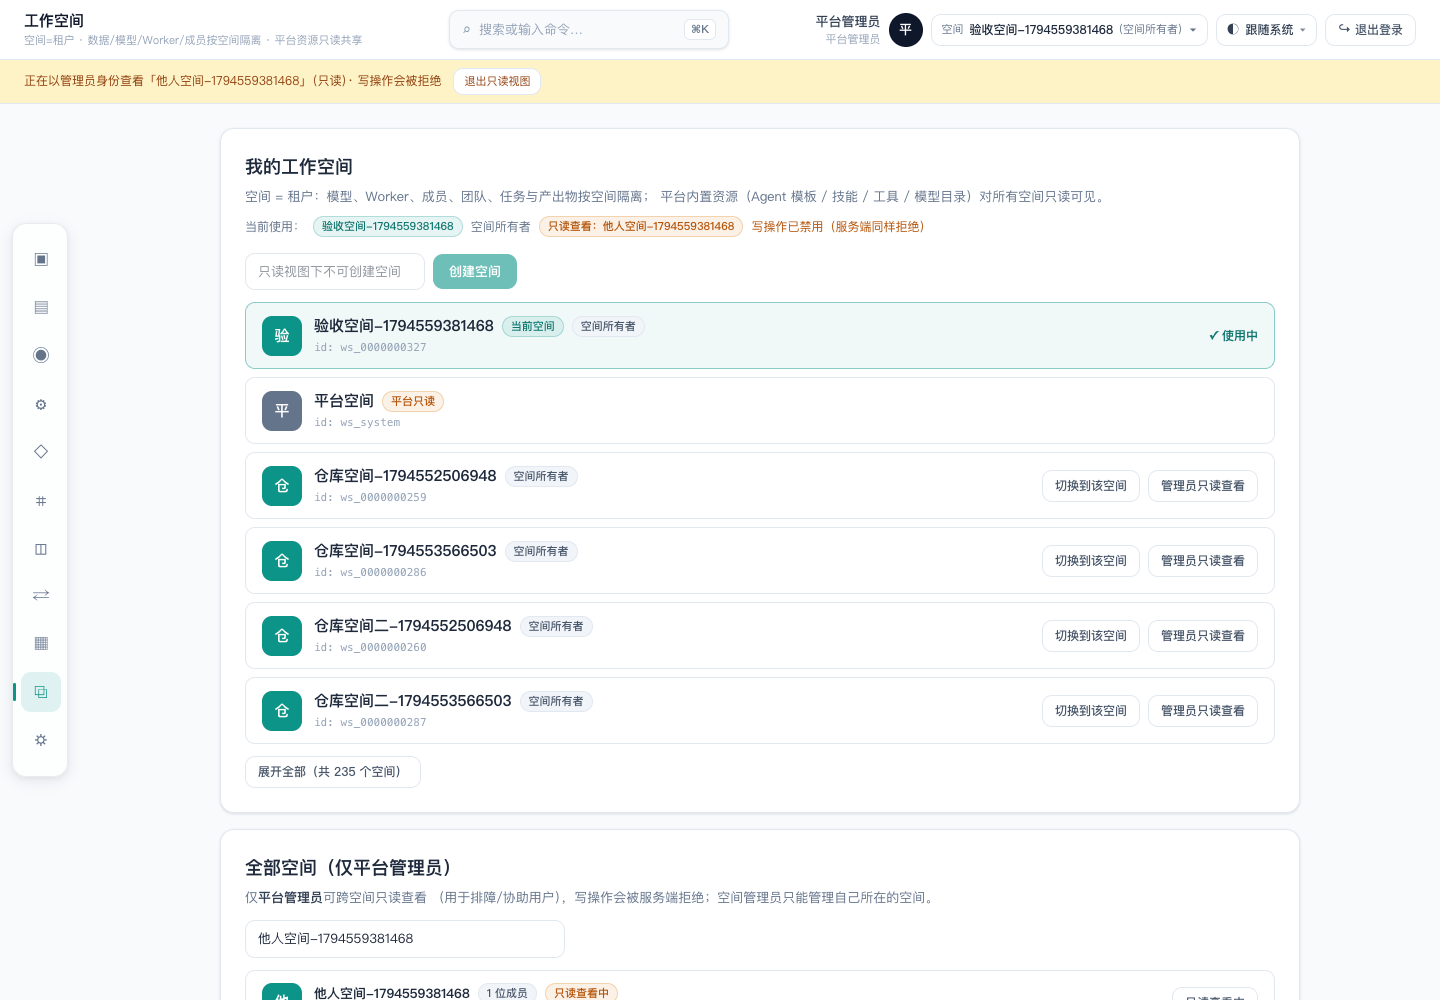 工作空间
空间=租户 · 数据/模型/Worker/成员按空间隔离 · 平台资源只读共享
搜索或输入命令…
⌘K
平台管理员
平台管理员
平
空间 验收空间-1794559381468 (空间所有者)
跟随系统
退出登录
正在以管理员身份查看「他人空间-1794559381468」(只读) · 写操作会被拒绝
退出只读视图
我的工作空间
空间 = 租户：模型、Worker、成员、团队、任务与产出物按空间隔离； 平台内置资源（Agent 模板 / 技能 / 工具 / 模型目录）对所有空间只读可见。
当前使用： 验收空间-1794559381468 空间所有者 只读查看：他人空间-1794559381468 写操作已禁用（服务端同样拒绝）
只读视图下不可创建空间
创建空间
验
验收空间-1794559381468 当前空间 空间所有者
id: ws_0000000327
✓ 使用中
平
平台空间 平台只读
id: ws_system
仓
仓库空间-1794552506948 空间所有者
id: ws_0000000259
切换到该空间
管理员只读查看
仓
仓库空间-1794553566503 空间所有者
id: ws_0000000286
切换到该空间
管理员只读查看
仓
仓库空间二-1794552506948 空间所有者
id: ws_0000000260
切换到该空间
管理员只读查看
仓
仓库空间二-1794553566503 空间所有者
id: ws_0000000287
切换到该空间
管理员只读查看
展开全部（共 235 个空间）
全部空间（仅平台管理员）
仅平台管理员可跨空间只读查看 （用于排障/协助用户），写操作会被服务端拒绝；空间管理员只能管理自己所在的空间。
他人空间-1794559381468
他
他人空间-1794559381468 1 位成员 只读查看中
只读查看中